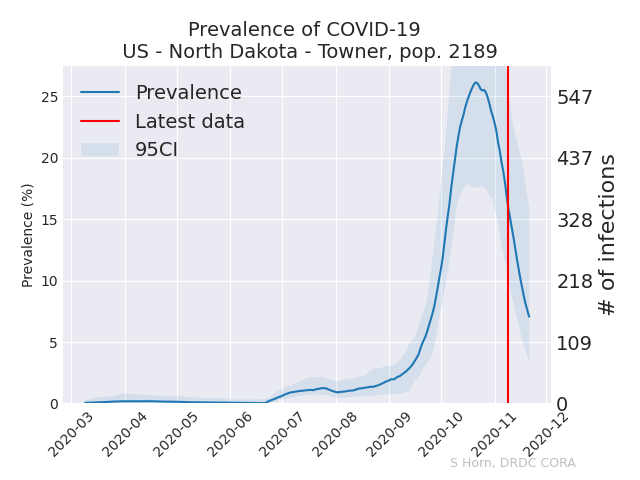 Prevalence of COVID-19
US - North Dakota - Towner, pop. 2189
Prevalence
Latest data
95CI
Prevalence (%)
25
20
15
10
5
0
547
437
328
218
109
0
# of infections
2020-03
2020-04
2020-05
2020-06
2020-07
2020-08
2020-09
2020-10
2020-11
2020-12
S Horn, DRDC CORA